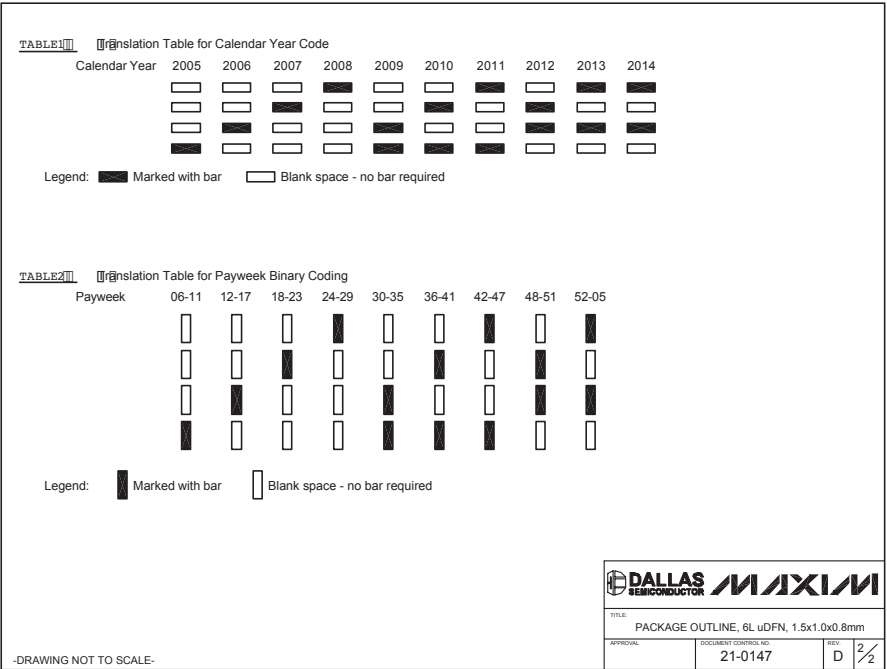 TABLE1 Translation Table for Calendar Year Code
Calendar Year 2005 2006 2007 2008 2009 2010 2011 2012 2013 2014
Legend: Marked with bar Blank space - no bar required
TABLE2 Translation Table for Payweek Binary Coding
Payweek 06-11 12-17 18-23 24-29 30-35 36-41 42-47 48-51 52-05
Legend: Marked with bar Blank space - no bar required
DALLAS SEMICONDUCTOR MAXIM
TITLE:
PACKAGE OUTLINE, 6L uDFN, 1.5x1.0x0.8mm
APPROVAL DOCUMENT CONTROL NO. REV.
21-0147 D 2/2
-DRAWING NOT TO SCALE-